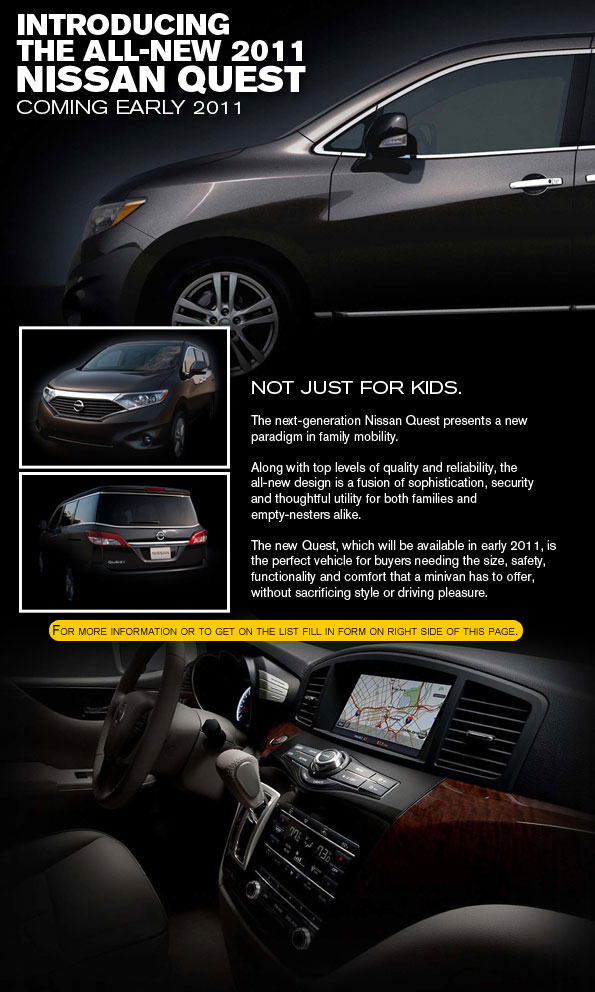 INTRODUCING
THE ALL-NEW 2011
NISSAN QUEST
COMING EARLY 2011
NOT JUST FOR KIDS.
The next-generation Nissan Quest presents a new
paradigm in family mobility.
Along with top levels of quality and reliability, the
all-new design is a fusion of sophistication, security
and thoughtful utility for both families and
empty-nesters alike.
The new Quest, which will be available in early 2011, is
the perfect vehicle for buyers needing the size, safety,
functionality and comfort that a minivan has to offer,
without sacrificing style or driving pleasure.
QUEST
NISSAN
FOR MORE INFORMATION OR TO GET ON THE LIST FILL IN FORM ON RIGHT SIDE OF THIS PAGE.